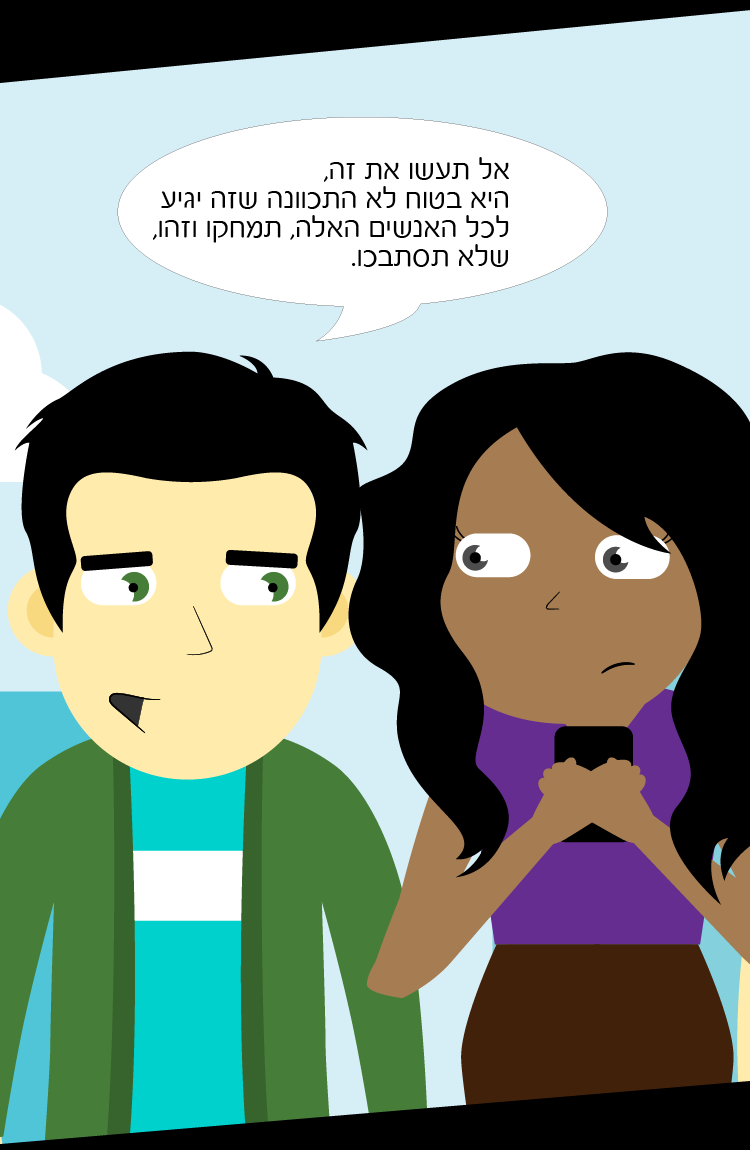 אל תעשו את זה,
היא בטוח לא התכוונה שזה יגיע
לכל האנשים האלה, תמחקו וזהו,
שלא תסתבכו.